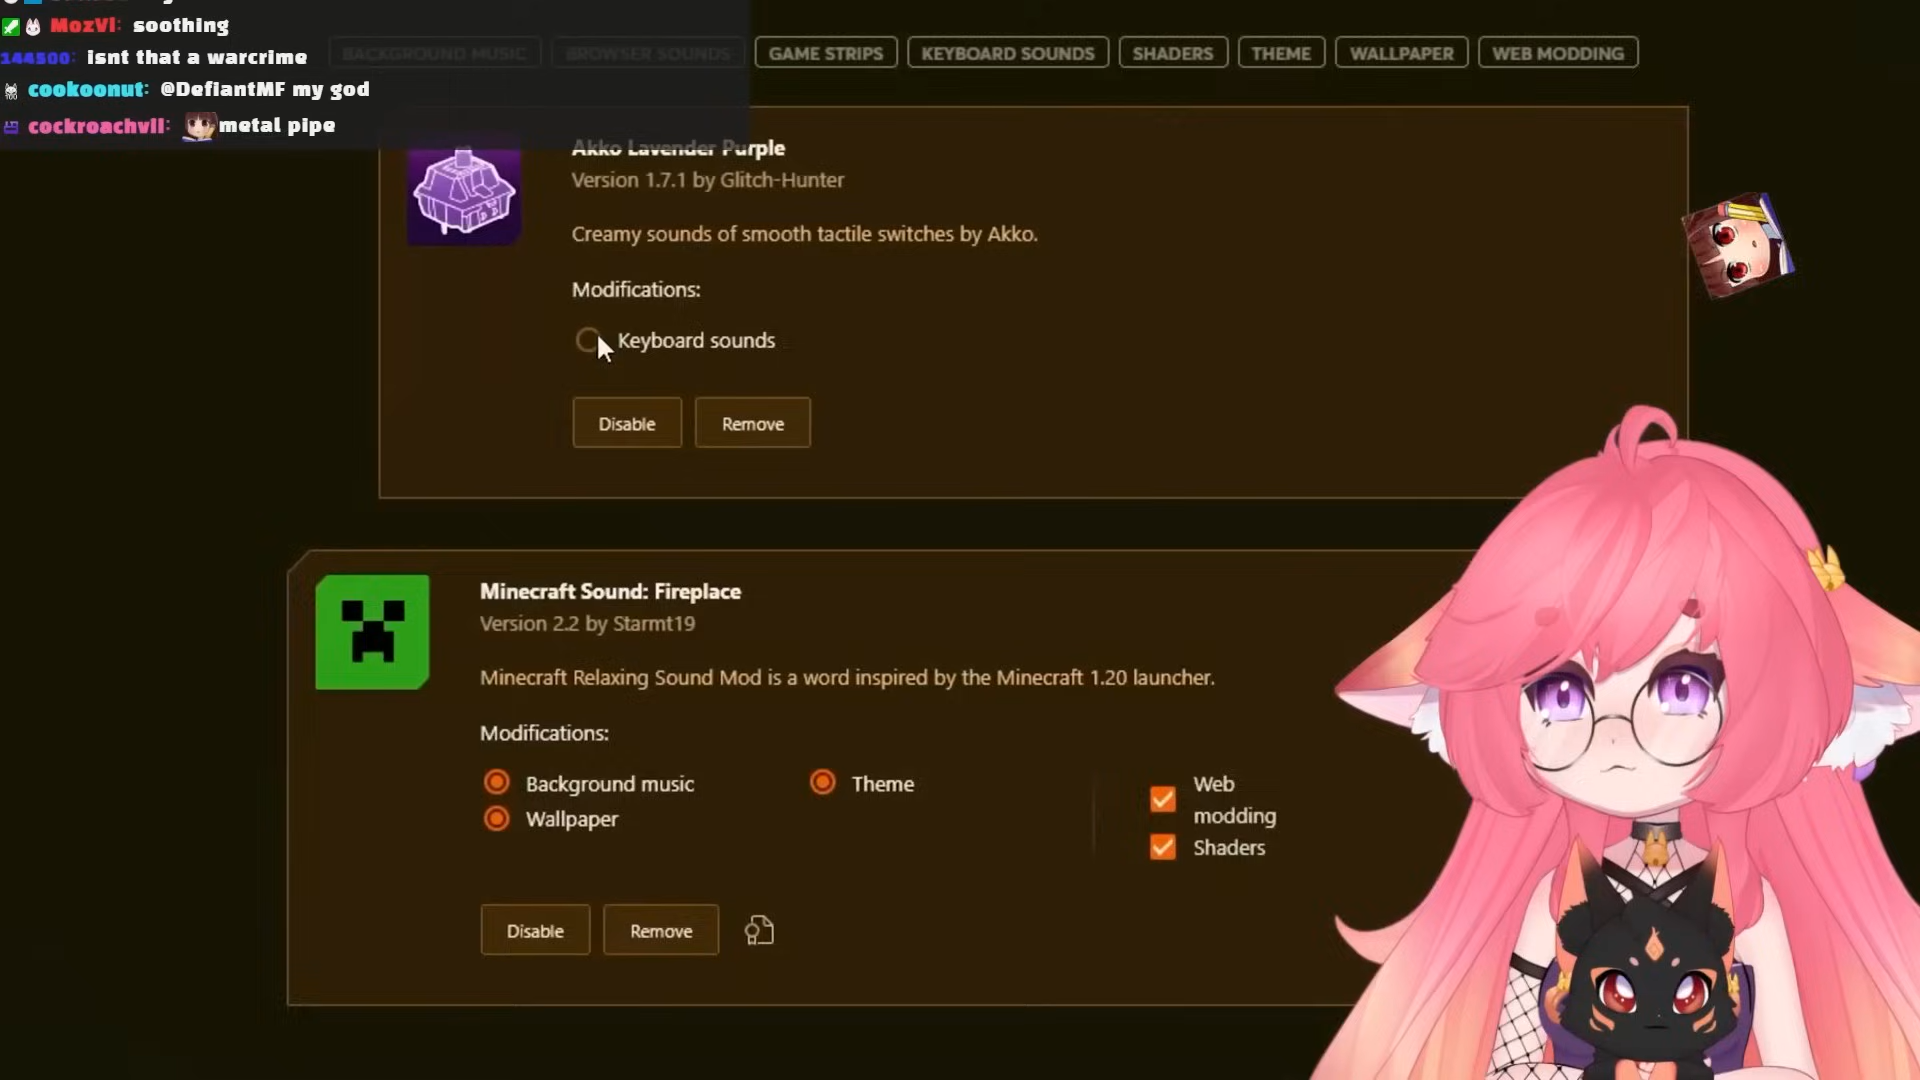 MozVl: soothing
144500: isnt that a warcrime
cookoonut: @DefiantMF my god
cockroachvll: metal pipe
BACKGROUND MUSIC
BROWSER SOUNDS
GAME STRIPS
KEYBOARD SOUNDS
SHADERS
THEME
WALLPAPER
WEB MODDING
Akko Lavender Purple
Version 1.7.1 by Glitch-Hunter
Creamy sounds of smooth tactile switches by Akko.
Modifications:
Keyboard sounds
Disable
Remove
Minecraft Sound: Fireplace
Version 2.2 by Starmt19
Minecraft Relaxing Sound Mod is a word inspired by the Minecraft 1.20 launcher.
Modifications:
Background music
Theme
Web
modding
Wallpaper
Shaders
Disable
Remove